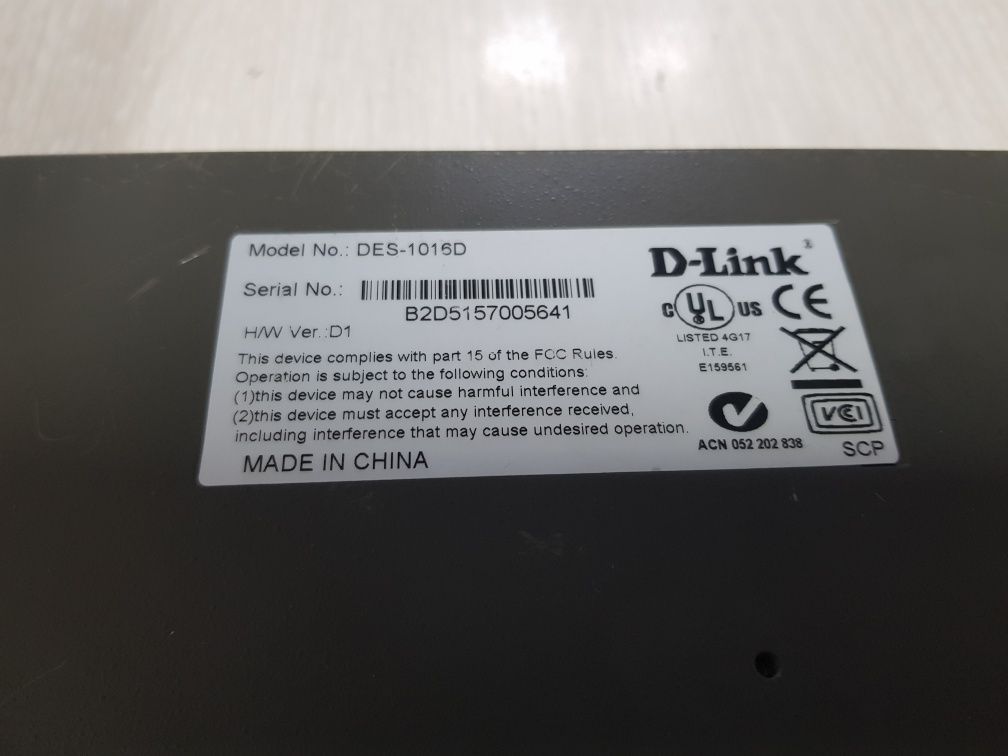 Model No.: DES-1016D
Serial No.:
B2D5157005641
H/W Ver.:D1
This device complies with part 15 of the FCC Rules.
Operation is subject to the following conditions:
(1)this device may not cause harmful interference and
(2)this device must accept any interference received,
including interference that may cause undesired operation.
MADE IN CHINA
D-Link®
C UL® US CE
LISTED 4G17
I.T.E.
E159561
VCCI
ACN 052 202 838
SCP